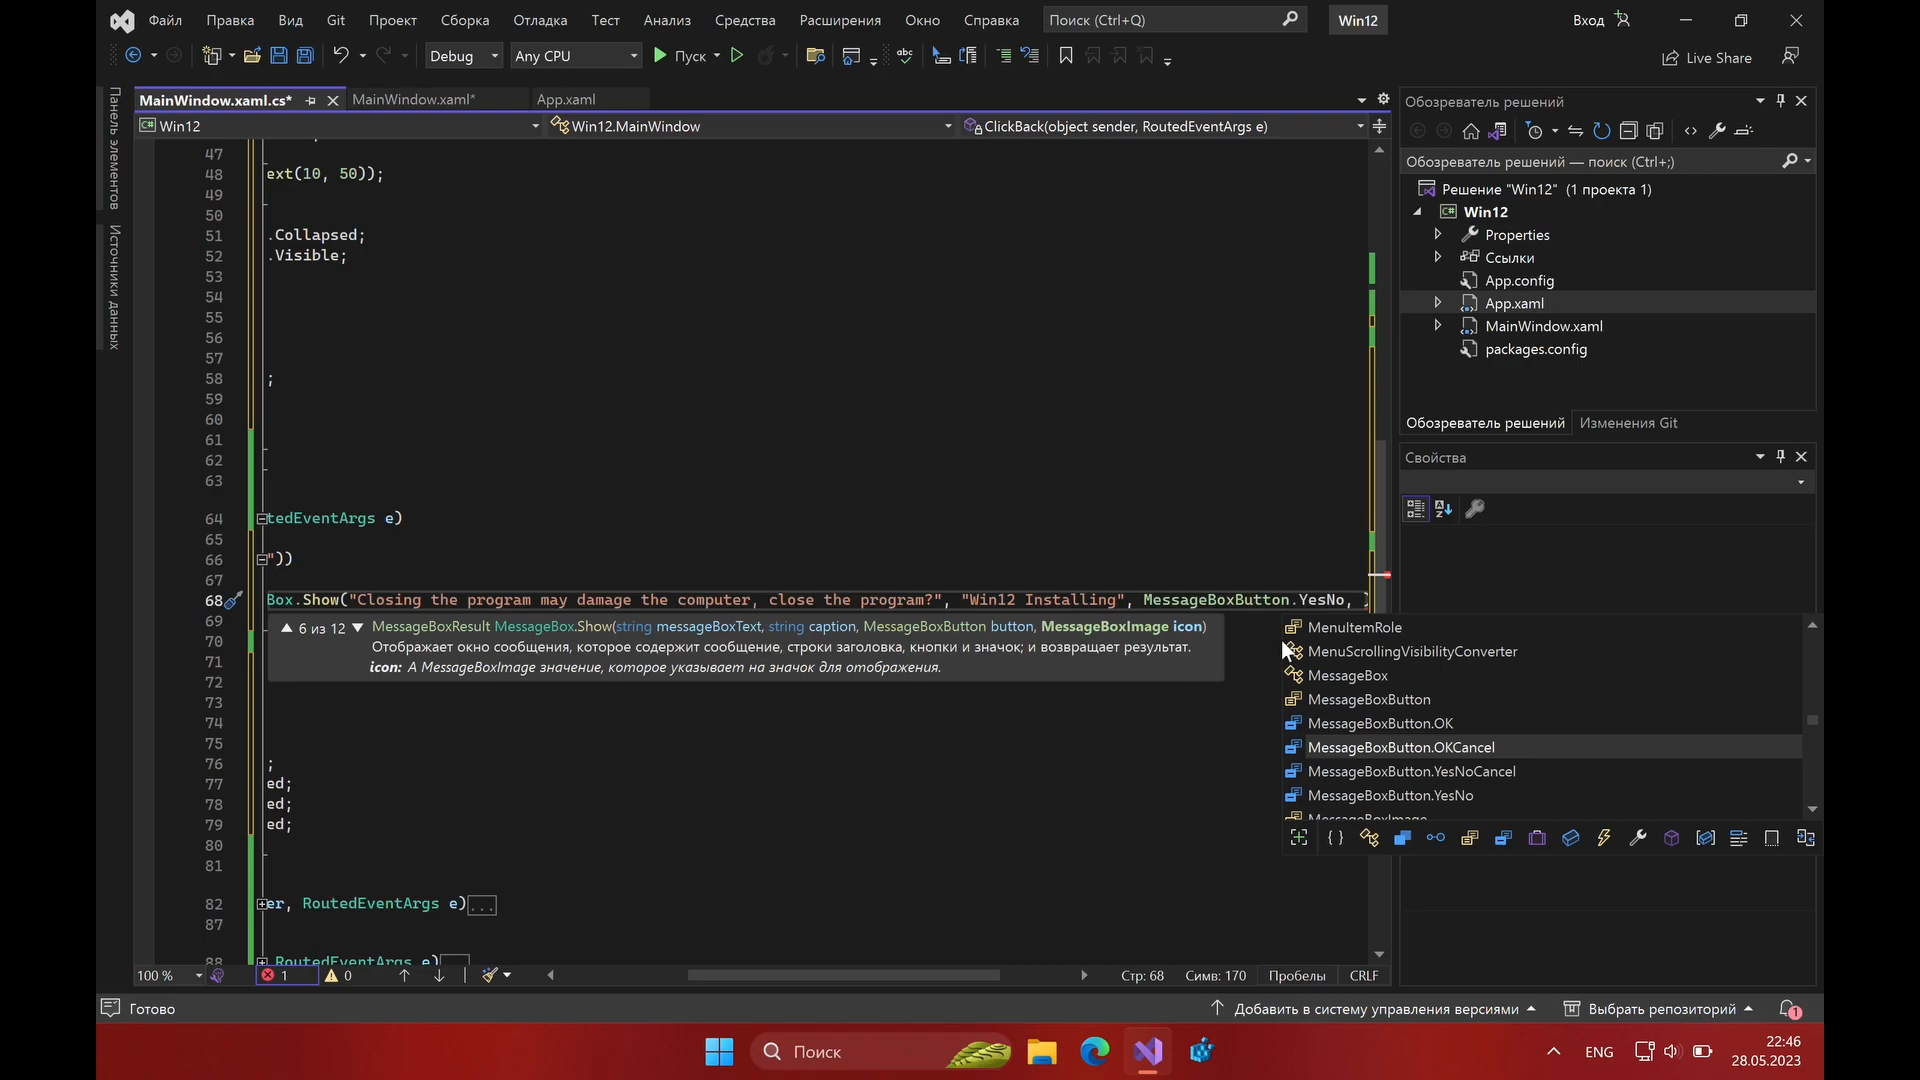 Файл Правка Вид Git Проект Сборка Отладка Тест Анализ Средства Расширения Окно Справка Поиск (Ctrl+Q) Win12 Вход
Debug Any CPU Пуск Live Share
MainWindow.xaml.cs* MainWindow.xaml* App.xaml
Win12 Win12.MainWindow ClickBack(object sender, RoutedEventArgs e)
Панель элементов
Источники данных
47
48 ext(10, 50));
49
50
51 .Collapsed;
52 .Visible;
53
54
55
56
57
58 ;
59
60
61
62
63
64 tedEventArgs e)
65
66 "))
67
68 Box.Show("Closing the program may damage the computer, close the program?", "Win12 Installing", MessageBoxButton.YesNo, )
69
70
71
72
73
74
75
76 ;
77 ed;
78 ed;
79 ed;
80
81
82 er, RoutedEventArgs e)...
87
88 RoutedEventArgs e)
6 из 12 MessageBoxResult MessageBox.Show(string messageBoxText, string caption, MessageBoxButton button, MessageBoxImage icon)
Отображает окно сообщения, которое содержит сообщение, строки заголовка, кнопки и значок; и возвращает результат.
icon: A MessageBoxImage значение, которое указывает на значок для отображения.
MenuItemRole
MenuScrollingVisibilityConverter
MessageBox
MessageBoxButton
MessageBoxButton.OK
MessageBoxButton.OKCancel
MessageBoxButton.YesNoCancel
MessageBoxButton.YesNo
MessageBoxImage
Обозреватель решений
Обозреватель решений — поиск (Ctrl+;)
Решение "Win12" (1 проекта 1)
Win12
Properties
Ссылки
App.config
App.xaml
MainWindow.xaml
packages.config
Обозреватель решений Изменения Git
Свойства
100 % 1 0 Стр: 68 Симв: 170 Пробелы CRLF
Готово Добавить в систему управления версиями Выбрать репозиторий 1
Поиск ENG 22:46
28.05.2023